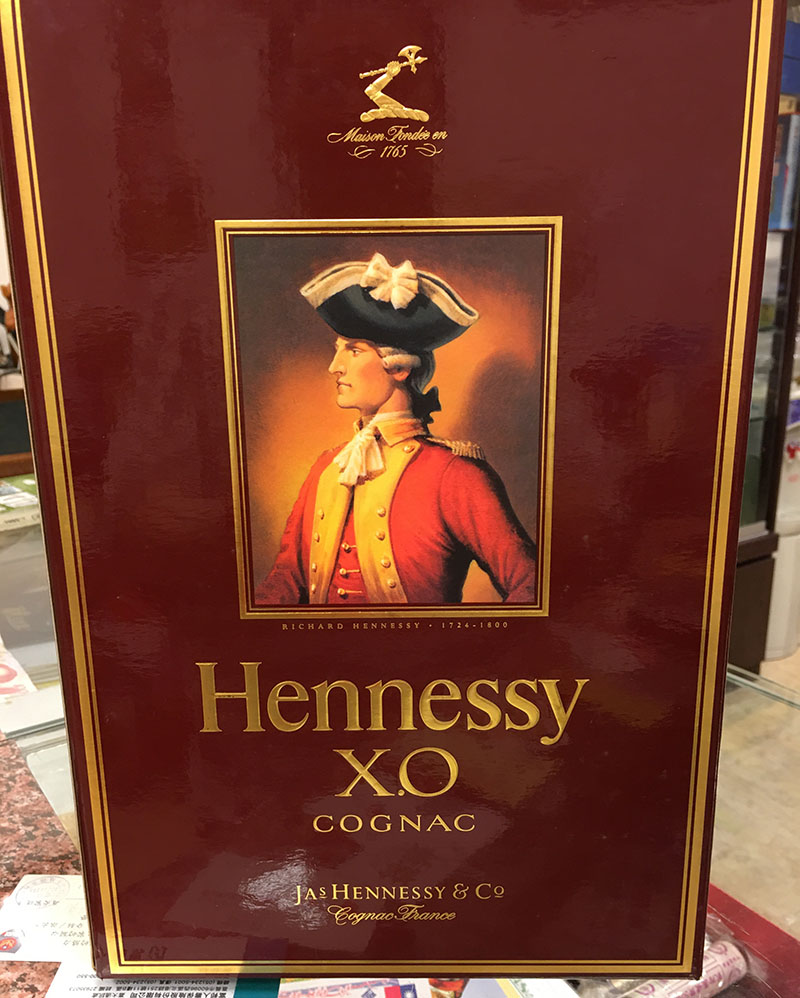 Maison Fondée en
1765
RICHARD HENNESSY · 1724-1800
Hennessy
X.O
COGNAC
JAS HENNESSY & Co
Cognac France